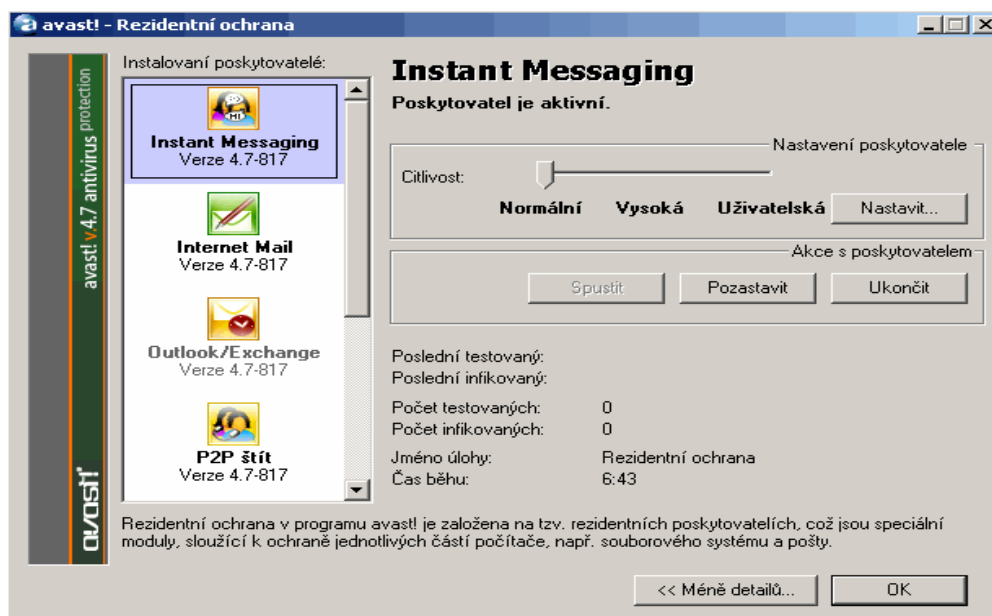 avast! - Rezidentní ochrana
avast! v.4.7 antivirus protection
avast!
Instalovaní poskytovatelé:
Instant Messaging
Verze 4.7-817
Internet Mail
Verze 4.7-817
Outlook/Exchange
Verze 4.7-817
P2P štít
Verze 4.7-817
Instant Messaging
Poskytovatel je aktivní.
Nastavení poskytovatele
Citlivost:
Normální Vysoká Uživatelská Nastavit...
Akce s poskytovatelem
Spustit Pozastavit Ukončit
Poslední testovaný:
Poslední infikovaný:
Počet testovaných: 0
Počet infikovaných: 0
Jméno úlohy: Rezidentní ochrana
Čas běhu: 6:43
Rezidentní ochrana v programu avast! je založena na tzv. rezidentních poskytovatelích, což jsou speciální
moduly, sloužící k ochraně jednotlivých částí počítače, např. souborového systému a pošty.
<< Méně detailů... OK